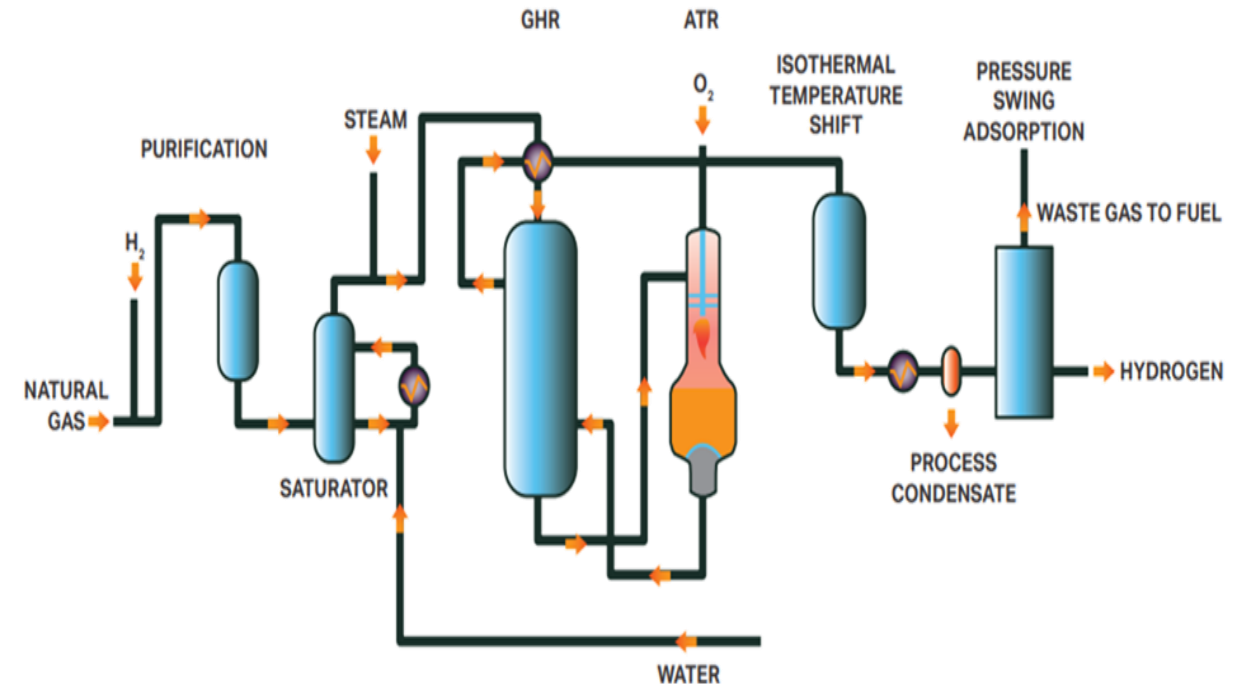 GHR
ATR
ISOTHERMAL
TEMPERATURE
SHIFT
PRESSURE
SWING
ADSORPTION
O₂
STEAM
PURIFICATION
WASTE GAS TO FUEL
H₂
NATURAL
GAS
HYDROGEN
SATURATOR
PROCESS
CONDENSATE
WATER